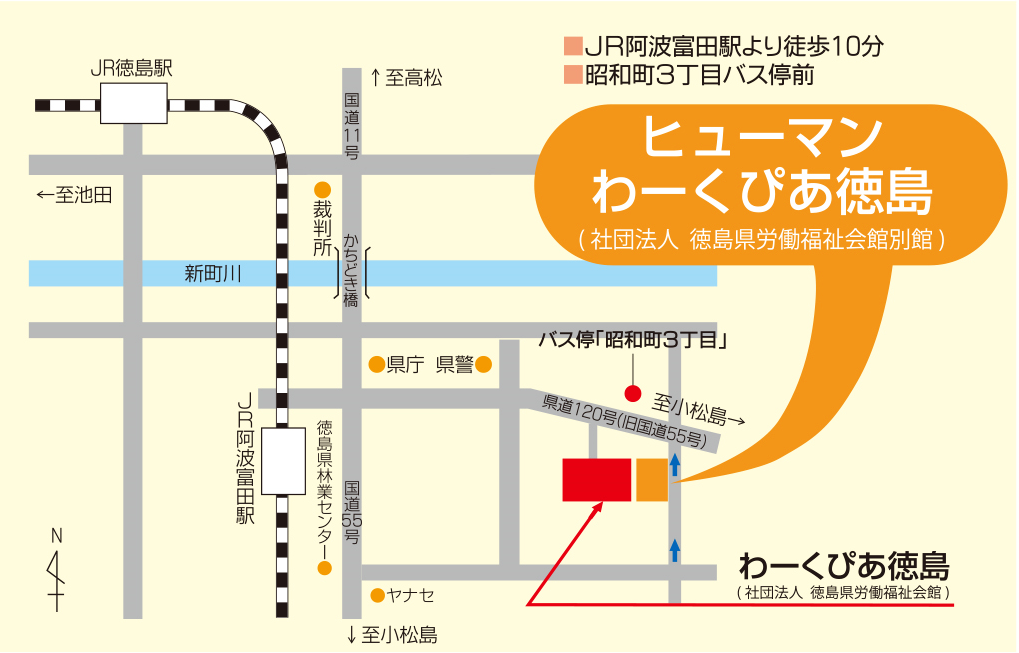 ■JR阿波富田駅より徒歩10分
■昭和町3丁目バス停前
JR徳島駅
↑至高松
国道11号
ヒューマン
わーくぴあ徳島
(社団法人 徳島県労働福祉会館別館)
←至池田
裁判所
かちどき橋
新町川
バス停「昭和町3丁目」
県庁 県警
至小松島→
県道120号(旧国道55号)
JR阿波富田駅
徳島県林業センター
国道55号
N
わーくぴあ徳島
(社団法人 徳島県労働福祉会館)
ヤナセ
↓至小松島